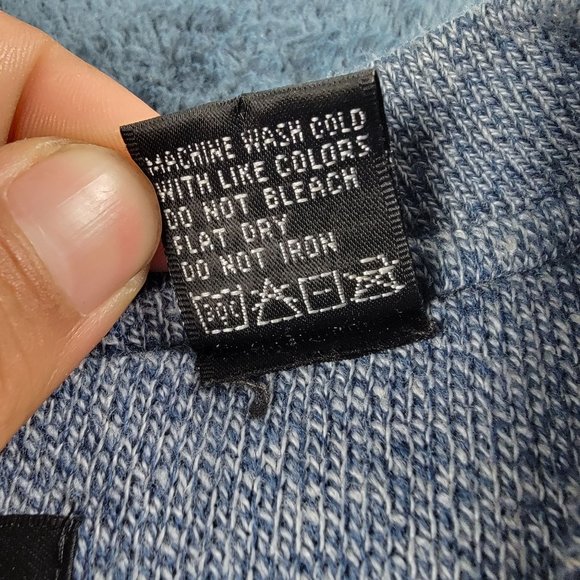 MACHINE WASH COLD
WITH LIKE COLORS
DO NOT BLEACH
FLAT DRY
DO NOT IRON